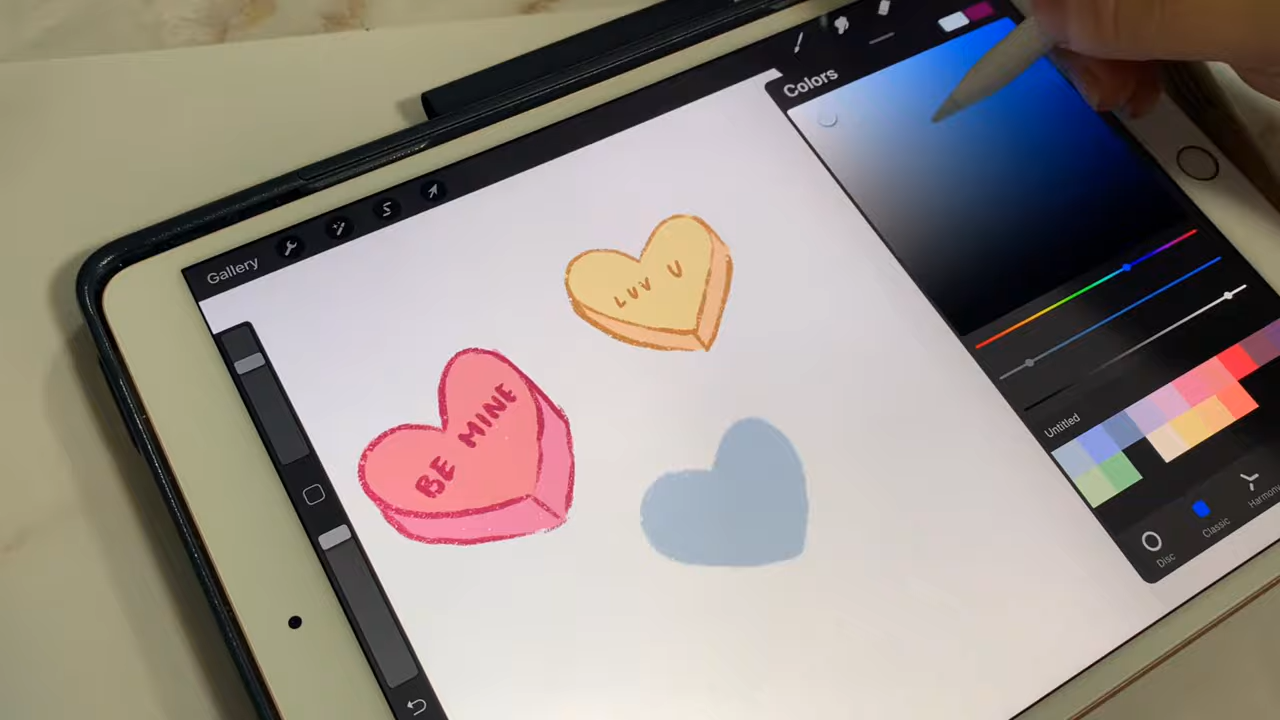 Colors
Gallery
LUV U
BE MINE
Untitled
Disc
Classic
Harmony